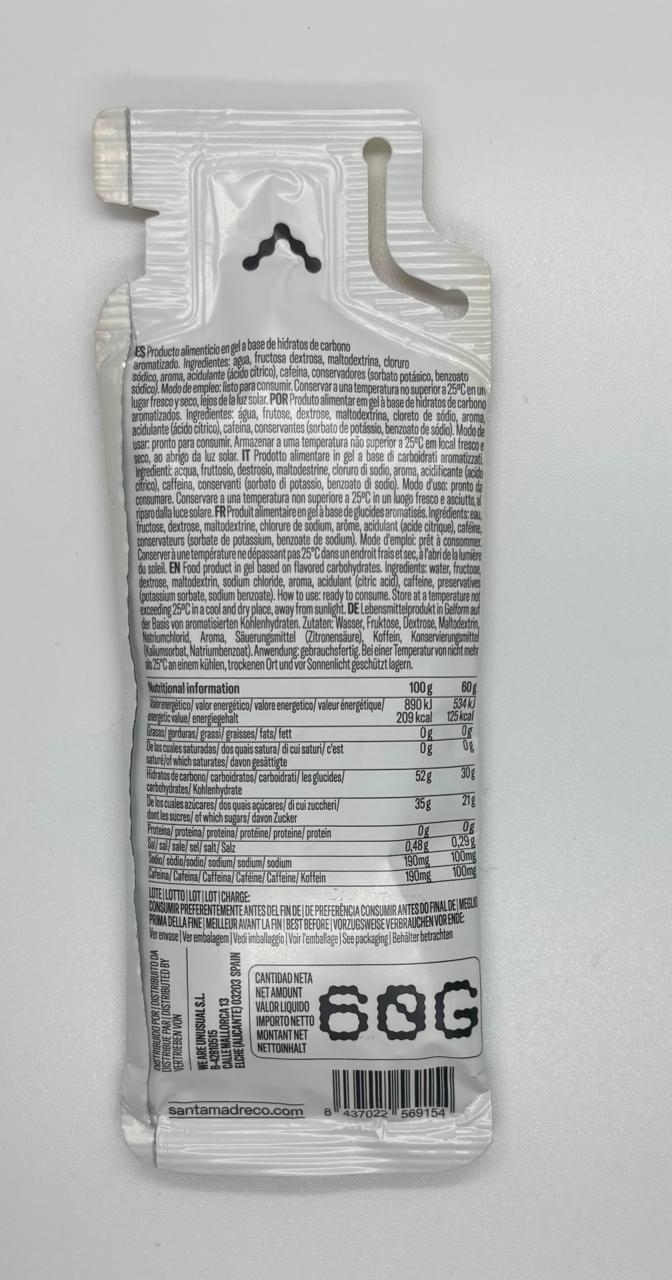 ES Producto alimenticio en gel a base de hidratos de carbono
aromatizado. Ingredientes: agua, fructosa dextrosa, maltodextrina, cloruro
sódico, aroma, acidulante (ácido cítrico), cafeína, conservadores (sorbato potásico, benzoato
sódico). Modo de empleo: listo para consumir. Conservar a una temperatura no superior a 25ºC en un
lugar fresco y seco, lejos de la luz solar. POR Produto alimentar em gel à base de hidratos de carbono
aromatizados. Ingredientes: água, frutose, dextrose, maltodextrina, cloreto de sódio, aroma,
acidulante (ácido cítrico), cafeína, conservantes (sorbato de potássio, benzoato de sódio). Modo de
usar: pronto para consumir. Armazenar a uma temperatura não superior a 25ºC em local fresco e
seco, ao abrigo da luz solar. IT Prodotto alimentare in gel a base di carboidrati aromatizzati.
Ingredienti: acqua, fruttosio, destrosio, maltodestrine, cloruro di sodio, aroma, acidificante (acido
citrico), caffeina, conservanti (sorbato di potassio, benzoato di sodio). Modo d'uso: pronto da
consumare. Conservare a una temperatura non superiore a 25ºC in un luogo fresco e asciutto, al
riparo dalla luce solare. FR Produit alimentaire en gel à base de glucides aromatisés. Ingrédients: eau,
fructose, dextrose, maltodextrine, chlorure de sodium, arôme, acidulant (acide citrique), caféine,
conservateurs (sorbate de potassium, benzoate de sodium). Mode d'emploi: prêt à consommer.
Conserver à une température ne dépassant pas 25ºC dans un endroit frais et sec, à l'abri de la lumière
du soleil. EN Food product in gel based on flavored carbohydrates. Ingredients: water, fructose,
dextrose, maltodextrin, sodium chloride, aroma, acidulant (citric acid), caffeine, preservatives
(potassium sorbate, sodium benzoate). How to use: ready to consume. Store at a temperature not
exceeding 25ºC in a cool and dry place, away from sunlight. DE Lebensmittelprodukt in Gelform auf
der Basis von aromatisierten Kohlenhydraten. Zutaten: Wasser, Fruktose, Dextrose, Maltodextrin,
Natriumchlorid, Aroma, Säuerungsmittel (Zitronensäure), Koffein, Konservierungsmittel
(Kaliumsorbat, Natriumbenzoat). Anwendung: gebrauchsfertig. Bei einer Temperatur von nicht mehr
als 25ºC an einem kühlen, trockenen Ort und vor Sonnenlicht geschützt lagern.
Nutritional information 100 g 60g
Valor energético/ valor energético/ valore energetico/ valeur énergétique/ 890 kJ 534 kJ
energetic value/ energiegehalt 209 kcal 125 kcal
Grasas/ gorduras/ grassi/ graisses/ fats/ fett 0g 0g
De las cuales saturadas/ dos quais satura/ di cui saturi/ c'est 0g 0g
saturé/of which saturates/ davon gesättigte
Hidratos de carbono/ carboidratos/ carboidrati/ les glucides/ 52g 30g
carbohydrates/ Kohlenhydrate
De los cuales azúcares/ dos quais açúcares/ di cui zuccheri/ 35g 21g
dont les sucres/ of which sugars/ davon Zucker
Proteína/ proteína/ proteina/ protéine/ proteine/ protein 0g 0g
Sal/ sal/ sale/ sel/ salt/ Salz 0,48g 0,29g
Sodio/ sódio/sodio/ sodium/ sodium/ sodium 190mg 100mg
Cafeína/ Cafeína/ Caffeina/ Caféine/ Caffeine/ Koffein 190mg 100mg
LOTE | LOTTO | LOT | LOT | CHARGE:
CONSUMIR PREFERENTEMENTE ANTES DEL FIN DE | DE PREFERÊNCIA CONSUMIR ANTES DO FINAL DE | MEGLIO
PRIMA DELLA FINE | MEILLEUR AVANT LA FIN | BEST BEFORE | VORZUGSWEISE VERBRAUCHEN VOR ENDE:
Ver envase | Ver embalagem | Vedi imballaggio | Voir l'emballage | See packaging | Behälter betrachten
DISTRIBUIDO POR | DISTRIBUITO DA
DISTRIBUE PAR | DISTRIBUTED BY
VERTRIEBEN VON
WE ARE UNUSUAL S.L.
B-42810515
CALLE MALLORCA 13
ELCHE (ALICANTE) 03203 SPAIN
CANTIDAD NETA
NET AMOUNT
VALOR LIQUIDO
IMPORTO NETTO
MONTANT NET
NETTOINHALT
60G
santamadreco.com
8 437022 569154